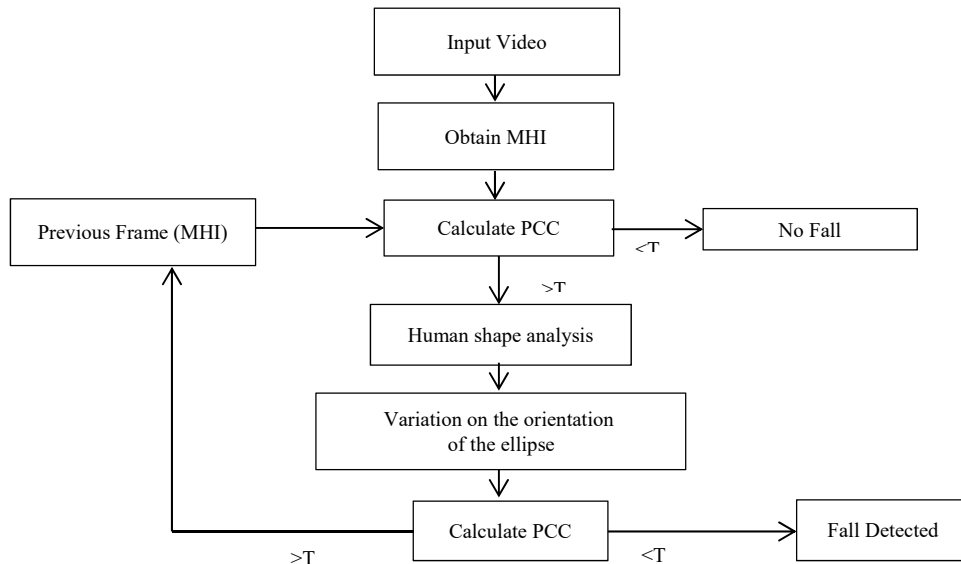 Input Video
Obtain MHI
Previous Frame (MHI)
Calculate PCC
No Fall
<T
>T
Human shape analysis
Variation on the orientation
of the ellipse
Calculate PCC
Fall Detected
>T
<T